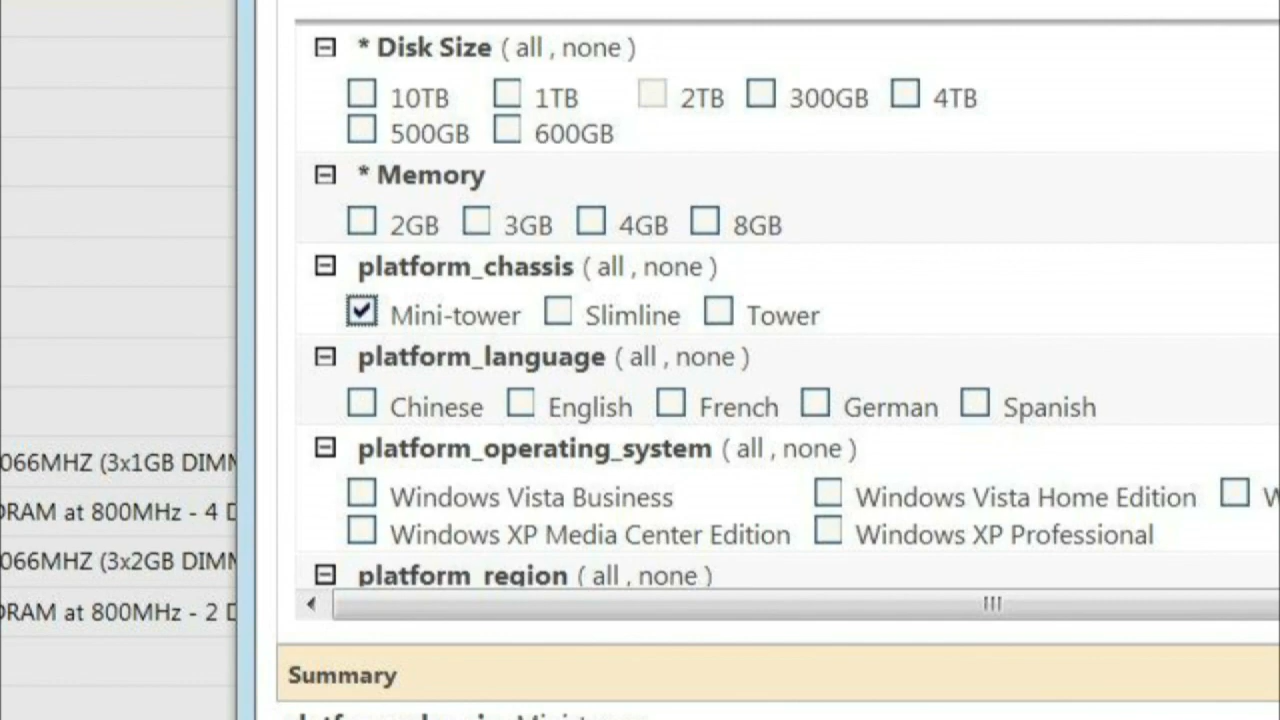 * Disk Size ( all , none )
10TB 1TB 2TB 300GB 4TB
500GB 600GB
* Memory
2GB 3GB 4GB 8GB
platform_chassis ( all , none )
Mini-tower Slimline Tower
platform_language ( all , none )
Chinese English French German Spanish
platform_operating_system ( all , none )
Windows Vista Business Windows Vista Home Edition W
Windows XP Media Center Edition Windows XP Professional
platform_region ( all , none )
066MHZ (3x1GB DIMM
DRAM at 800MHz - 4 D
066MHZ (3x2GB DIMM
DRAM at 800MHz - 2 D
Summary